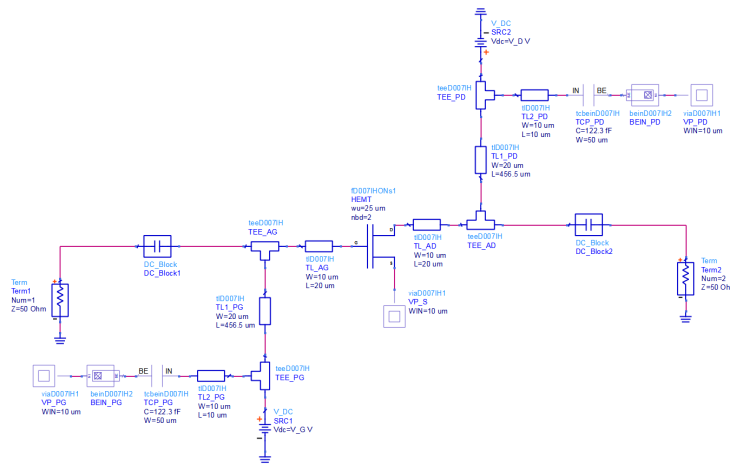 V_DC
SRC2
Vdc=V_D V
teeD007IH
TEE_PD
tlD007IH
TL2_PD
W=10 um
L=10 um
IN
BE
tcbeinD007IH
TCP_PD
C=122.3 fF
W=50 um
beinD007IH2
BEIN_PD
viaD007IH1
VP_PD
WIN=10 um
tlD007IH
TL1_PD
W=20 um
L=456.5 um
fD007IHONs1
HEMT
wu=25 um
nbd=2
teeD007IH
TEE_AG
tlD007IH
TL_AG
W=10 um
L=20 um
tlD007IH
TL_AD
W=10 um
L=20 um
teeD007IH
TEE_AD
DC_Block
DC_Block1
DC_Block
DC_Block2
Term
Term1
Num=1
Z=50 Ohm
Term
Term2
Num=2
Z=50 Oh
viaD007IH1
VP_S
WIN=10 um
tlD007IH
TL1_PG
W=20 um
L=456.5 um
viaD007IH1
VP_PG
WIN=10 um
beinD007IH2
BEIN_PG
BE
IN
tcbeinD007IH
TCP_PG
C=122.3 fF
W=50 um
tlD007IH
TL2_PG
W=10 um
L=10 um
teeD007IH
TEE_PG
V_DC
SRC1
Vdc=V_G V